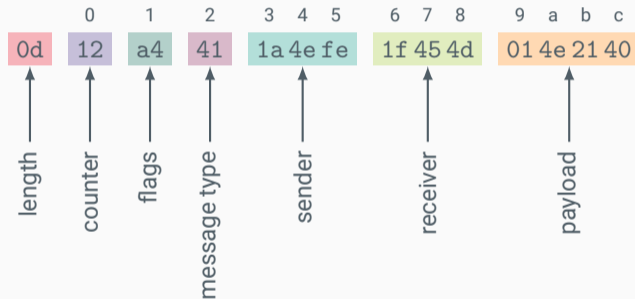 0 1 2 3 4 5 6 7 8 9 a b c
0d 12 a4 41 1a 4e fe 1f 45 4d 01 4e 21 40
length
counter
flags
message type
sender
receiver
payload